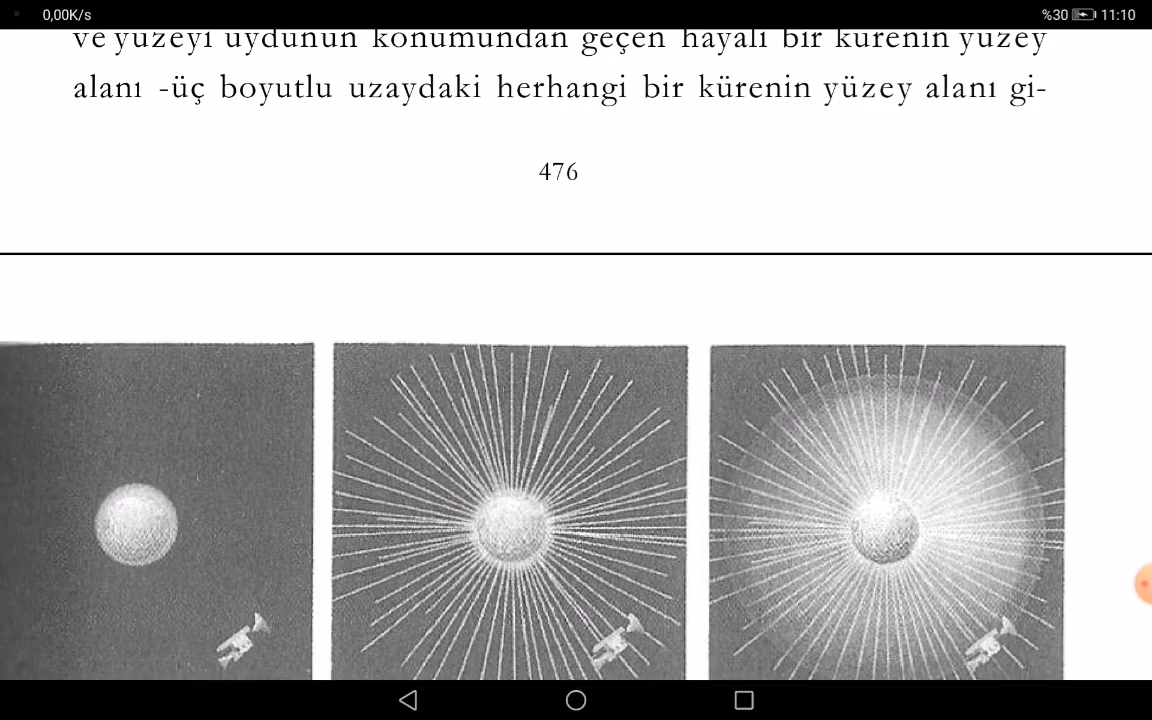 0,00K/s
%30 11:10
ve yüzeyi uydunun konumundan geçen hayali bir kürenin yüzey
alanı -üç boyutlu uzaydaki herhangi bir kürenin yüzey alanı gi-
476